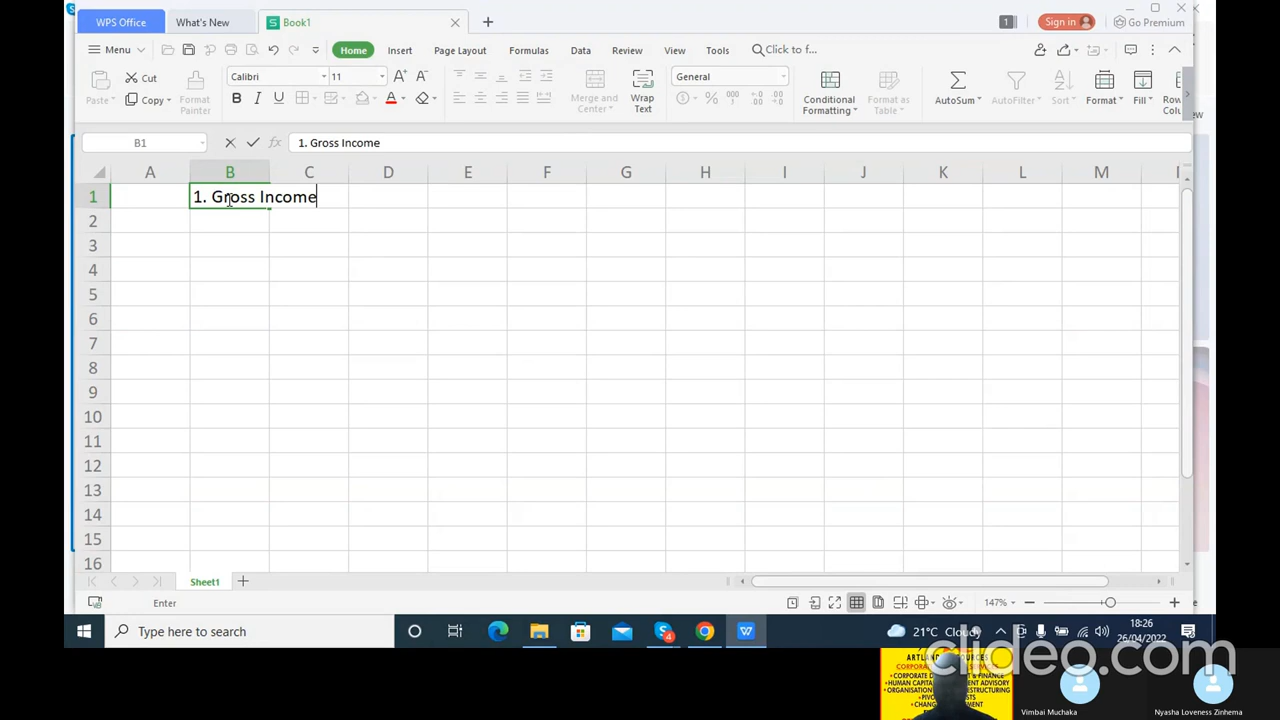 WPS Office What's New S Book1 1 Sign in Go Premium
Menu Home Insert Page Layout Formulas Data Review View Tools Click to f...
Cut Calibri 11 General
Paste Copy Format Painter Merge and Center Wrap Text Conditional Formatting Format as Table AutoSum AutoFilter Sort Format Fill
B1 fx 1. Gross Income
A B C D E F G H I J K L M
1 1. Gross Income
2
3
4
5
6
7
8
9
10
11
12
13
14
15
16
Sheet1
Enter 147%
Type here to search 4 W 21°C Cloudy 18:26
26/04/2022
clideo.com
CORPORATE
Vimbai Muchaka Nyasha Loveness Zinhema